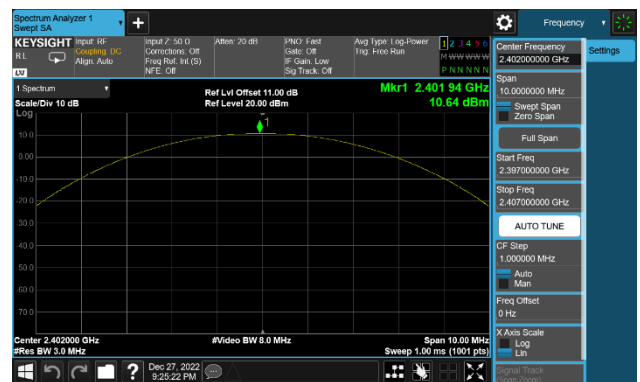 Spectrum Analyzer 1
Swept SA
+
Frequency
KEYSIGHT
Input: RF
Coupling: DC
Align: Auto
Input Z: 50 Ω
Corrections: Off
Freq Ref: Int (S)
NFE: Off
Atten: 20 dB
PNO: Fast
Gate: Off
IF Gain: Low
Sig Track: Off
Avg Type: Log-Power
Trig: Free Run
1 2 3 4 5 6
M W W W W W
P N N N N N
RL
LXI
1 Spectrum
Scale/Div 10 dB
Log
Ref Lvl Offset 11.00 dB
Ref Level 20.00 dBm
Mkr1 2.401 94 GHz
10.64 dBm
1
10.0
0.00
-10.0
-20.0
-30.0
-40.0
-50.0
-60.0
-70.0
Center 2.402000 GHz
#Res BW 3.0 MHz
#Video BW 8.0 MHz
Span 10.00 MHz
Sweep 1.00 ms (1001 pts)
Dec 27, 2022
9:25:22 PM
?
Center Frequency
2.402000000 GHz
Settings
Span
10.0000000 MHz
Swept Span
Zero Span
Full Span
Start Freq
2.397000000 GHz
Stop Freq
2.407000000 GHz
AUTO TUNE
CF Step
1.000000 MHz
Auto
Man
Freq Offset
0 Hz
X Axis Scale
Log
Lin
Signal Track
(Span Zoom)